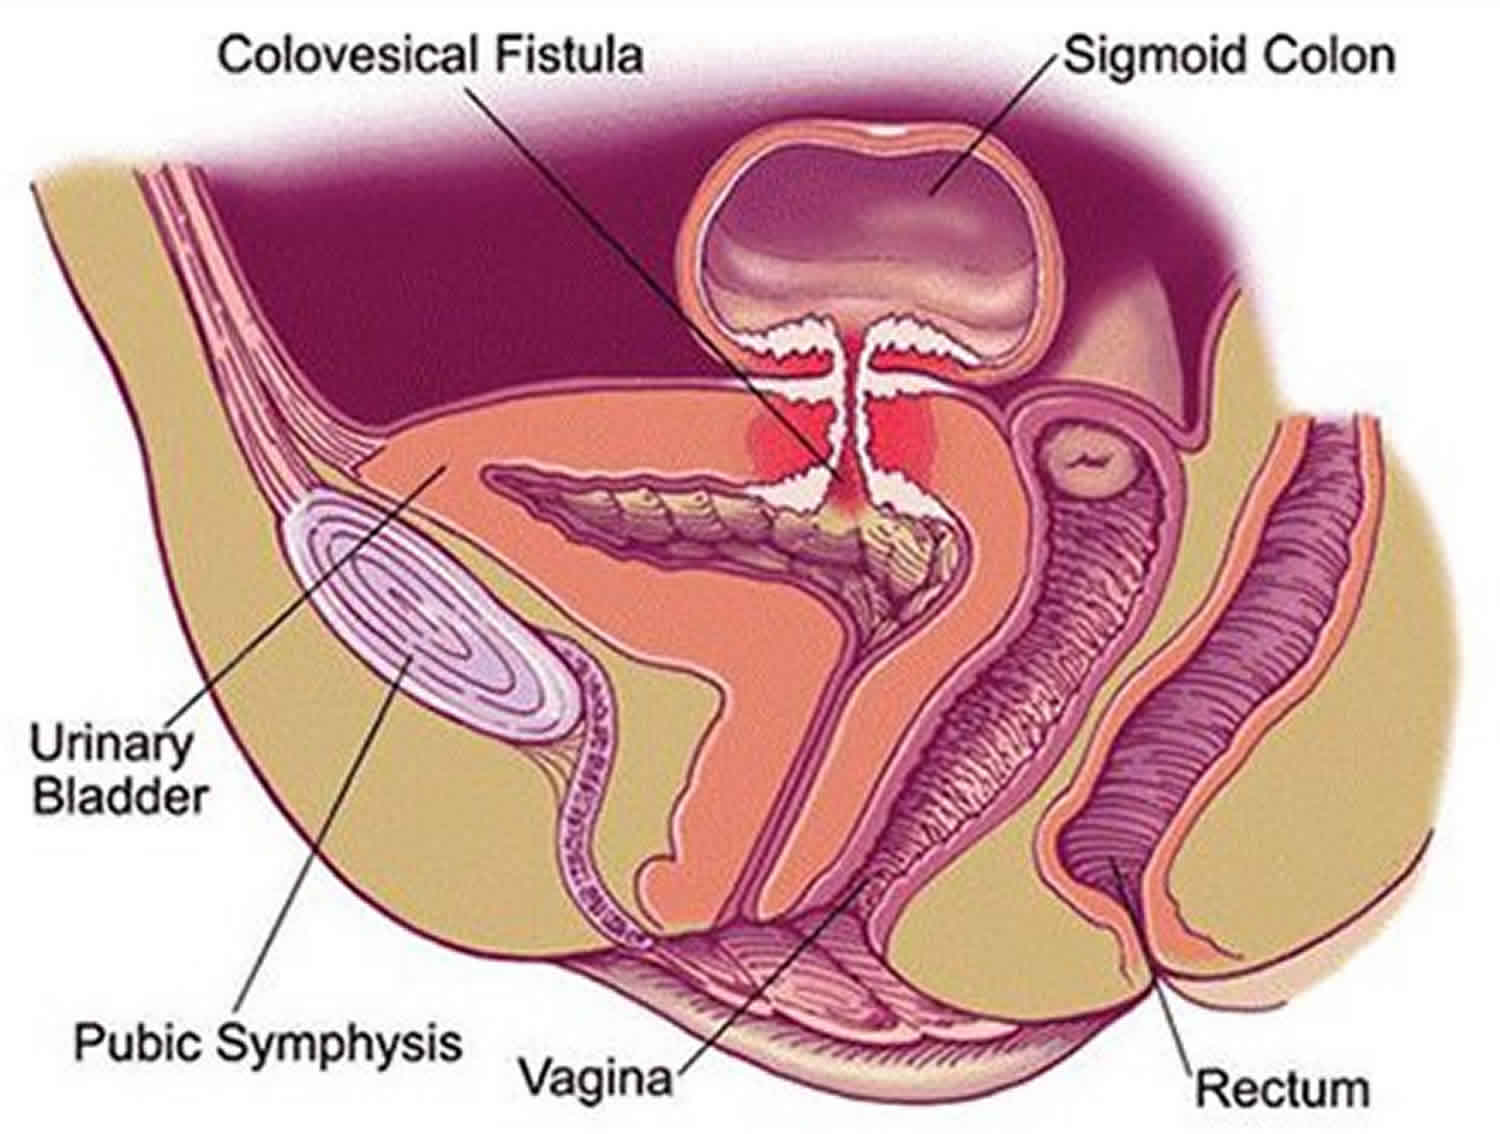 Colovesical Fistula
Sigmoid Colon
Urinary
Bladder
Pubic Symphysis
Vagina
Rectum